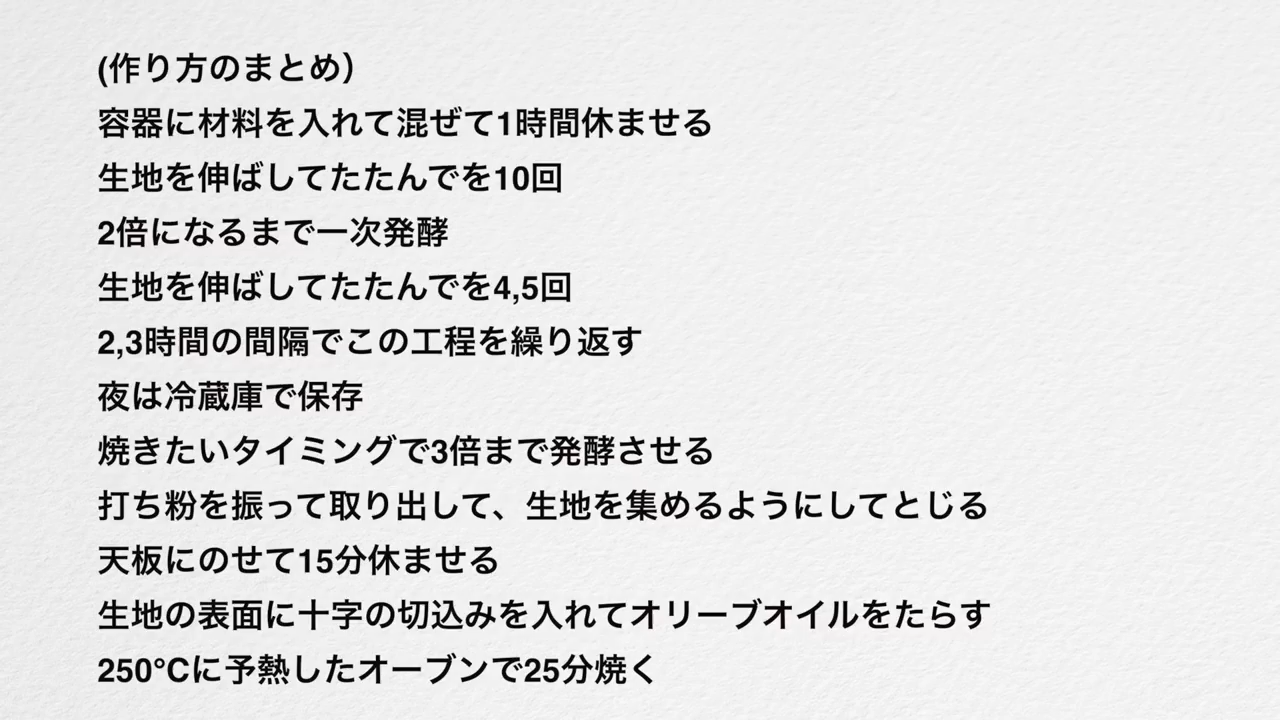 (作り方のまとめ）
容器に材料を入れて混ぜて1時間休ませる
生地を伸ばしてたたんでを10回
2倍になるまで一次発酵
生地を伸ばしてたたんでを4,5回
2,3時間の間隔でこの工程を繰り返す
夜は冷蔵庫で保存
焼きたいタイミングで3倍まで発酵させる
打ち粉を振って取り出して、生地を集めるようにしてとじる
天板にのせて15分休ませる
生地の表面に十字の切込みを入れてオリーブオイルをたらす
250°Cに予熱したオーブンで25分焼く